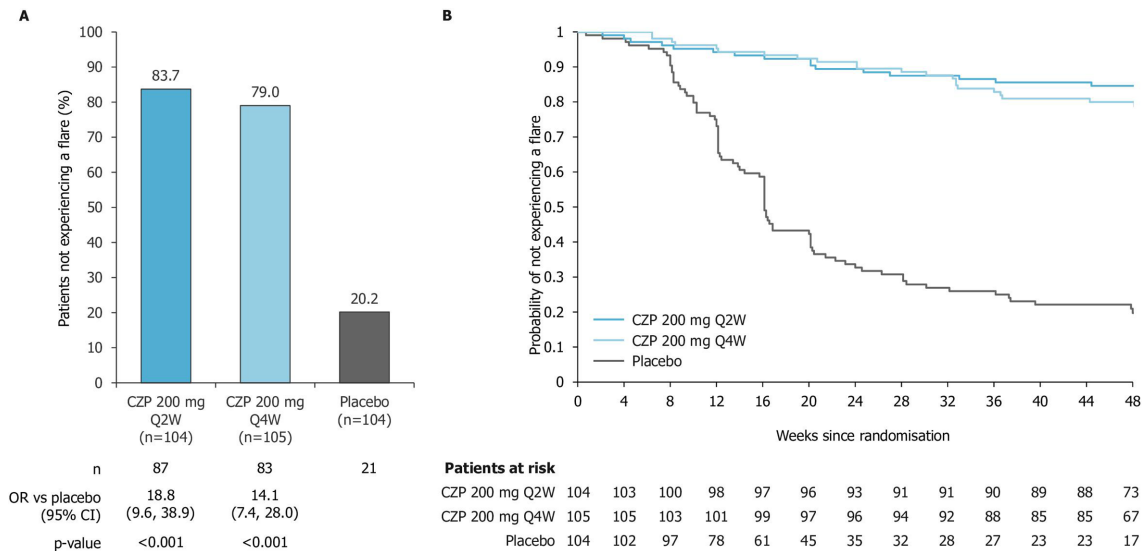 A
Patients not experiencing a flare (%)
100
90
80
70
60
50
40
30
20
10
0
83.7
79.0
20.2
CZP 200 mg
Q2W
(n=104)
CZP 200 mg
Q4W
(n=105)
Placebo
(n=104)
n 87 83 21
OR vs placebo
(95% CI)
18.8
(9.6, 38.9)
14.1
(7.4, 28.0)
p-value <0.001 <0.001
B
Probability of not experiencing a flare
1
0.9
0.8
0.7
0.6
0.5
0.4
0.3
0.2
0.1
0
CZP 200 mg Q2W
CZP 200 mg Q4W
Placebo
0 4 8 12 16 20 24 28 32 36 40 44 48
Weeks since randomisation
Patients at risk
CZP 200 mg Q2W 104 103 100 98 97 96 93 91 91 90 89 88 73
CZP 200 mg Q4W 105 105 103 101 99 97 96 94 92 88 85 85 67
Placebo 104 102 97 78 61 45 35 32 28 27 23 23 17